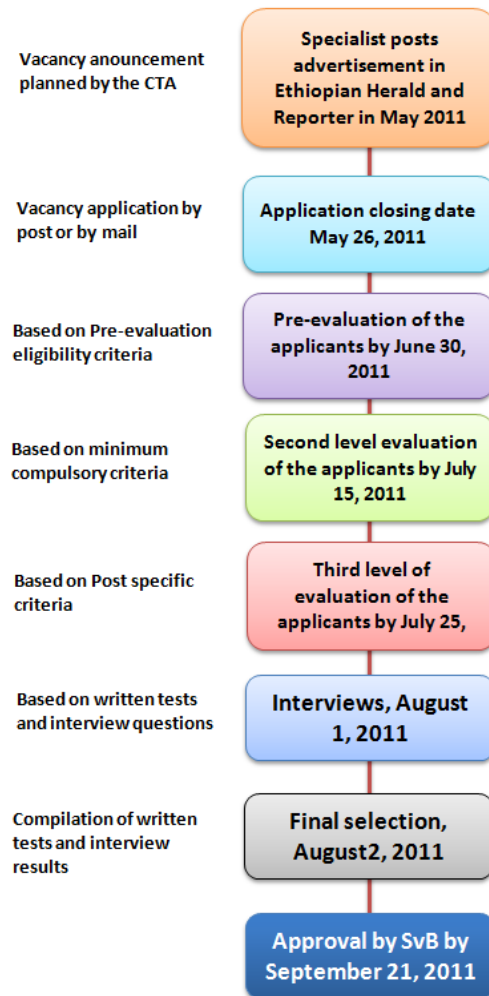 Vacancy anouncement
planned by the CTA
Specialist posts
advertisement in
Ethiopian Herald and
Reporter in May 2011
Vacancy application by
post or by mail
Application closing date
May 26, 2011
Based on Pre-evaluation
eligibility criteria
Pre-evaluation of the
applicants by June 30,
2011
Based on minimum
compulsory criteria
Second level evaluation
of the applicants by July
15, 2011
Based on Post specific
criteria
Third level of
evaluation of the
applicants by July 25,
Based on written tests
and interview questions
Interviews, August
1, 2011
Compilation of written
tests and interview
results
Final selection,
August2, 2011
Approval by SvB by
September 21, 2011